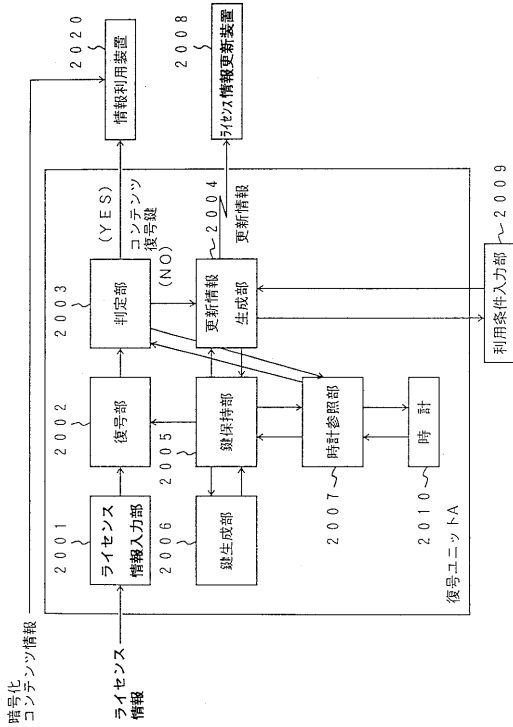 暗号化
コンテンツ情報
ライセンス
情報
2001
ライセンス
情報入力部
2002
復号部
2003
判定部
(YES)
コンテンツ
復号鍵
(NO)
2020
情報利用装置
2006
鍵生成部
2005
鍵保持部
更新情報
生成部
2004
更新情報
2008
ライセンス情報更新装置
2007
時計参照部
2010
時計
2009
利用条件入力部
復号ユニットA